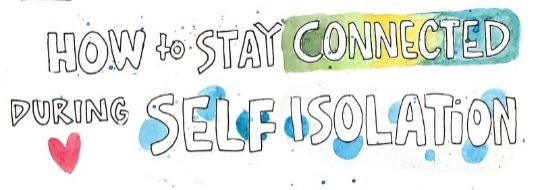 HOW to STAY CONNECTED
DURING SELF ISOLATiON